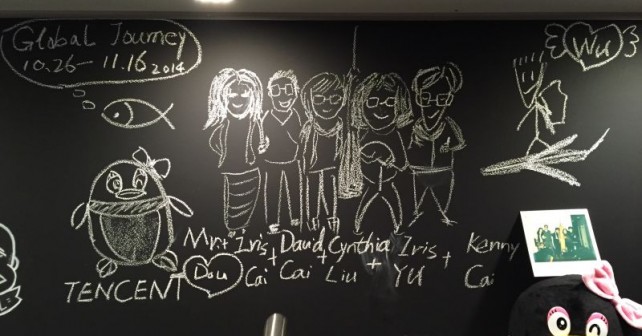 Global Journey
10.26—11.16 2014
Wu
Mr. + Iris + David + Cynthia + Iris + Kenny
Dou Cai Cai Liu YU Cai
TENCENT